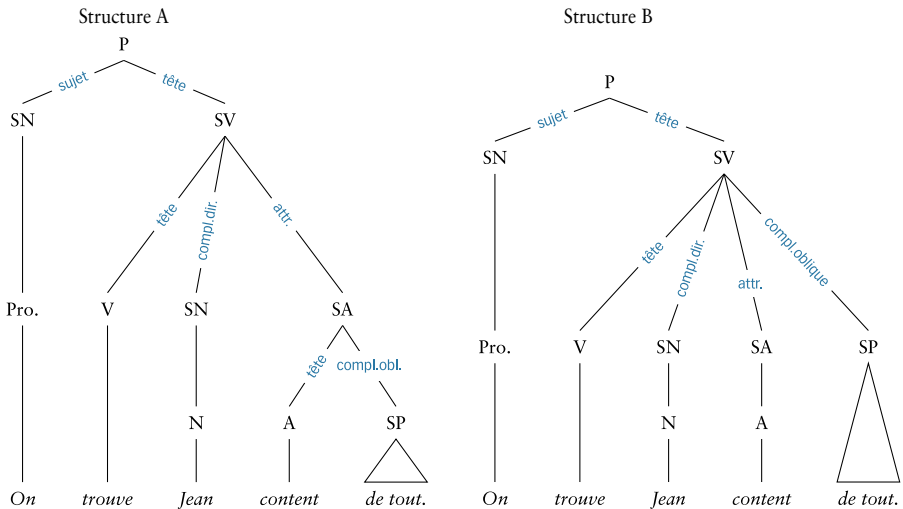 Structure A
P
sujet tête
SN SV
tête compl.dir. attr.
Pro. V SN SA
tête compl.obl.
N A SP
On trouve Jean content de tout.
Structure B
P
sujet tête
SN SV
tête compl.dir. attr. compl.oblique
Pro. V SN SA SP
N A
On trouve Jean content de tout.